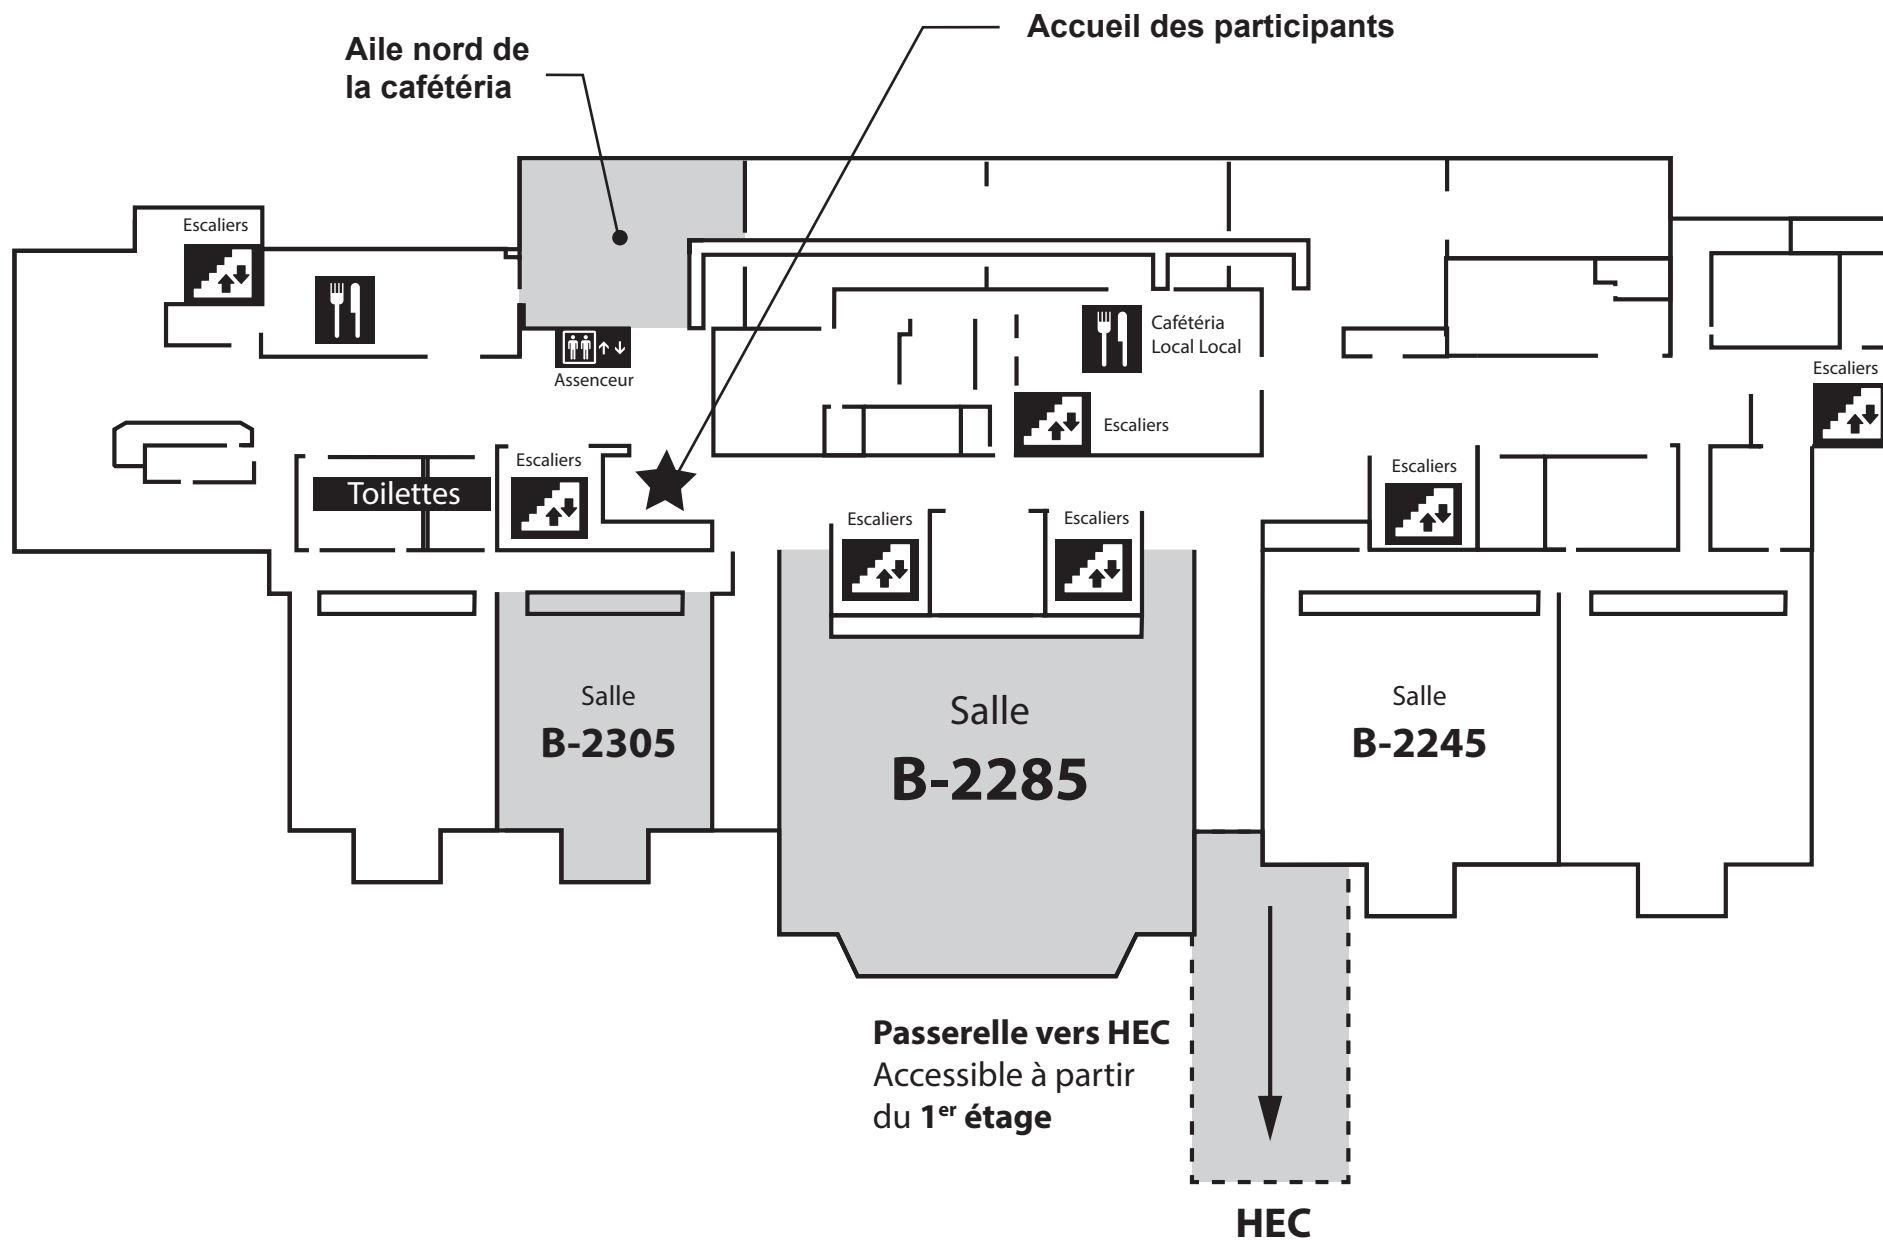 Accueil des participants
Aile nord de
la cafétéria
Escaliers
Cafétéria
Local Local
Assenceur
Escaliers
Escaliers
Escaliers
Escaliers
Toilettes
Escaliers
Escaliers
Salle
B-2305
Salle
B-2285
Salle
B-2245
Passerelle vers HEC
Accessible à partir
du 1er étage
HEC